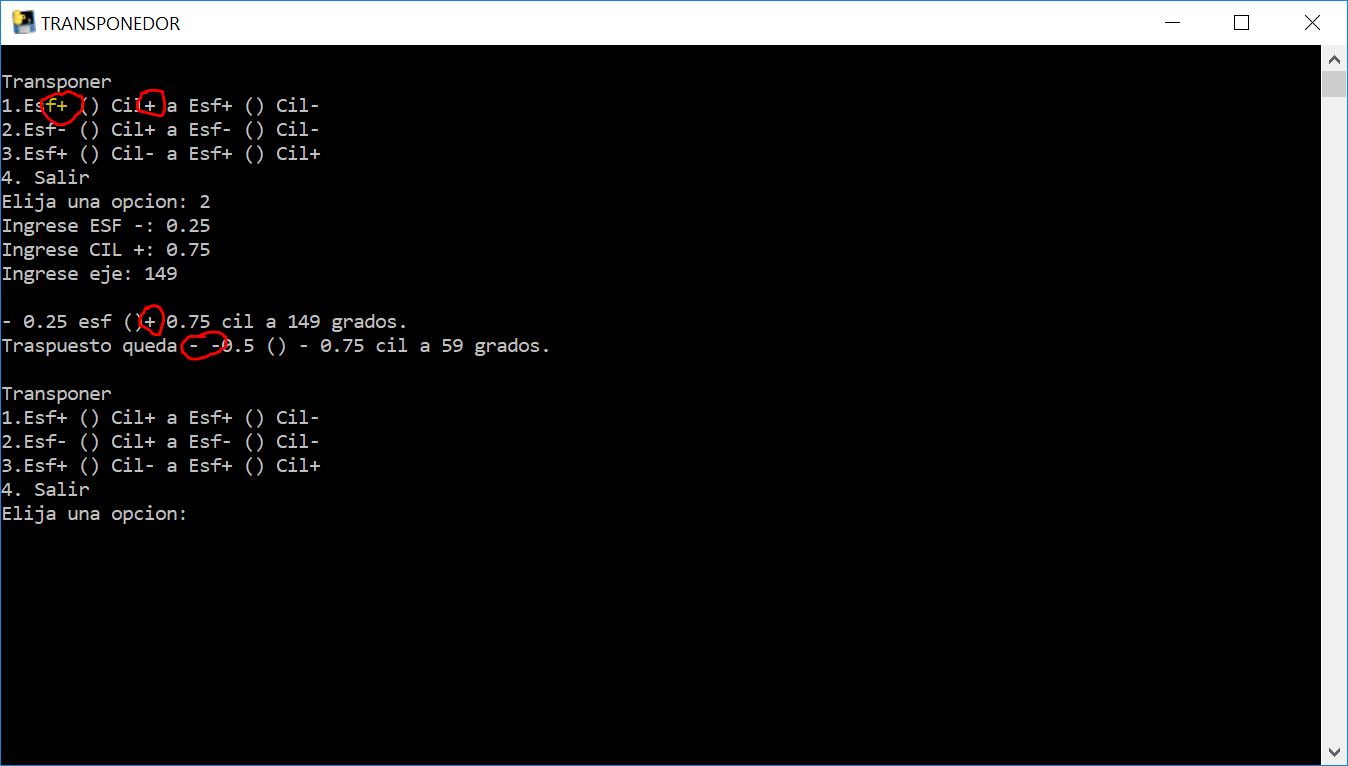 TRANSPONEDOR
Transponer
1.Esf+ () Cil+ a Esf+ () Cil-
2.Esf- () Cil+ a Esf- () Cil-
3.Esf+ () Cil- a Esf+ () Cil+
4. Salir
Elija una opcion: 2
Ingrese ESF -: 0.25
Ingrese CIL +: 0.75
Ingrese eje: 149
- 0.25 esf ()+ 0.75 cil a 149 grados.
Traspuesto queda - -0.5 () - 0.75 cil a 59 grados.
Transponer
1.Esf+ () Cil+ a Esf+ () Cil-
2.Esf- () Cil+ a Esf- () Cil-
3.Esf+ () Cil- a Esf+ () Cil+
4. Salir
Elija una opcion: